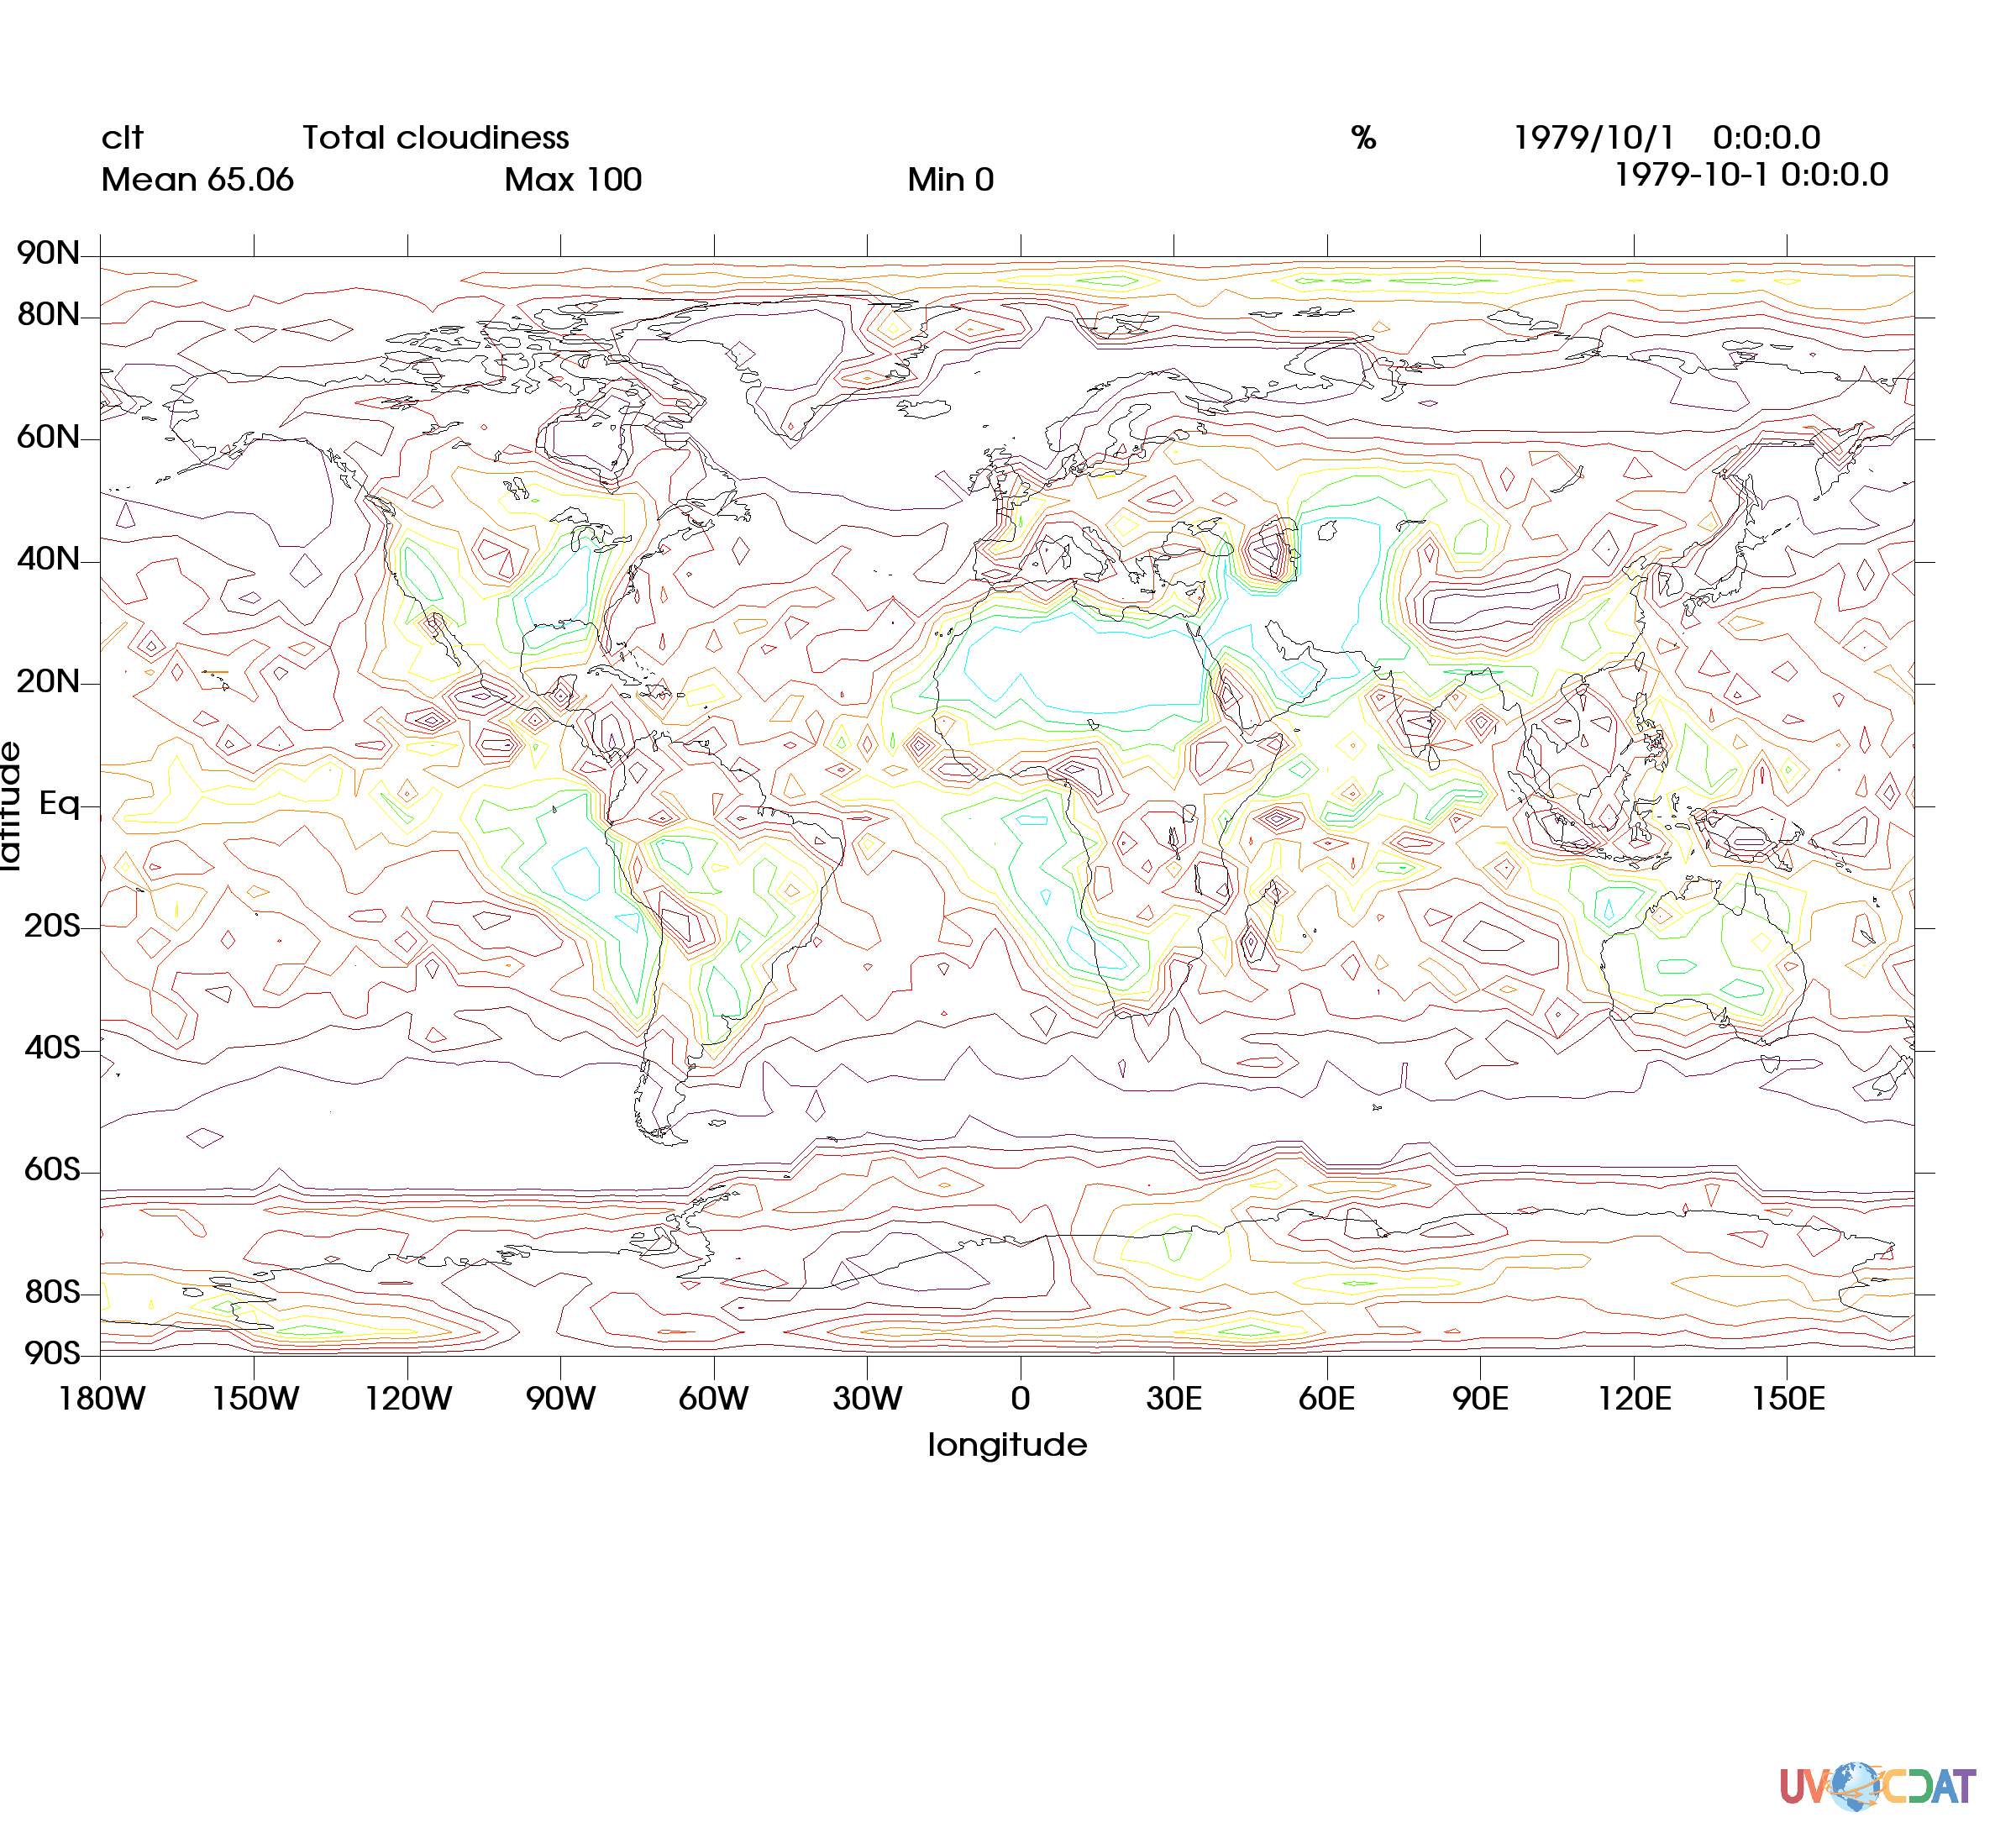 clt Total cloudiness % 1979/10/1 0:0:0.0
Mean 65.06 Max 100 Min 0 1979-10-1 0:0:0.0
90N
80N
60N
40N
20N
Eq
20S
40S
60S
80S
90S
latitude
180W 150W 120W 90W 60W 30W 0 30E 60E 90E 120E 150E
longitude
UV CDAT